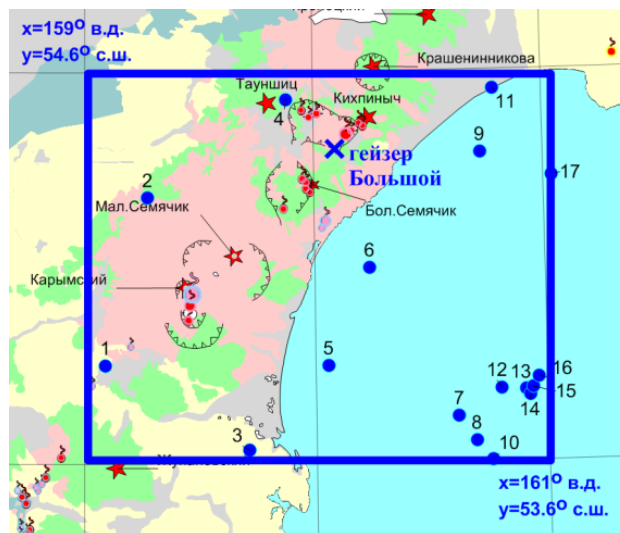 x=159° в.д.
y=54.6° с.ш.
Крашенинникова
Тауншиц
Кихпиныч
4
11
9
гейзер
Большой
17
2
Мал.Семячик
Бол.Семячик
6
Карымский
1
5
16
12
13
15
14
7
8
3
10
x=161° в.д.
y=53.6° с.ш.